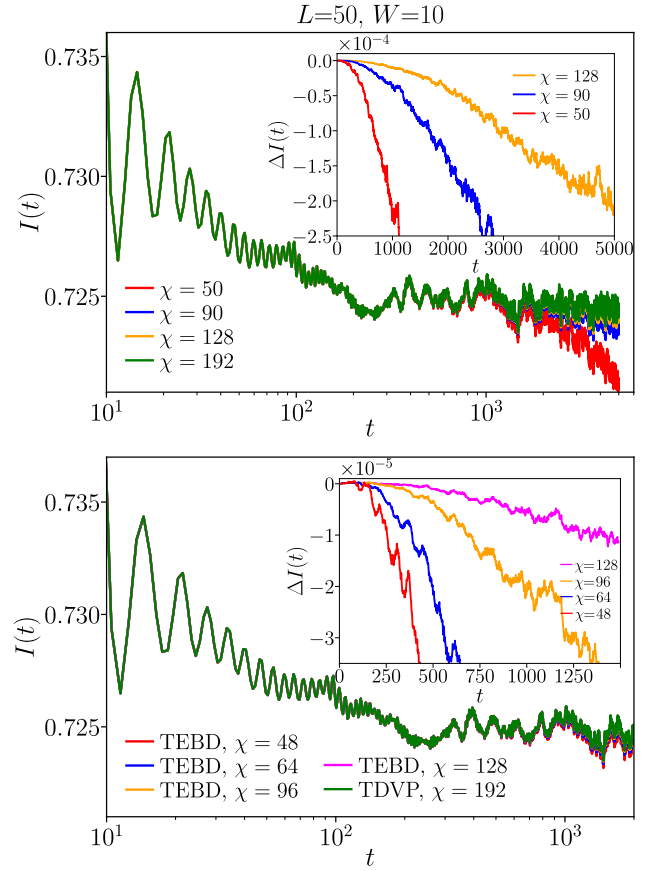 L=50, W=10
×10⁻⁴
0.735
0.730
0.725
I(t)
0.0
−0.5
−1.0
−1.5
−2.0
−2.5
ΔI(t)
χ = 128
χ = 90
χ = 50
0 1000 2000 3000 4000 5000
t
χ = 50
χ = 90
χ = 128
χ = 192
10¹ 10² 10³
t
×10⁻⁵
0.735
0.730
0.725
I(t)
0
−1
−2
−3
ΔI(t)
χ=128
χ=96
χ=64
χ=48
0 250 500 750 1000 1250
t
TEBD, χ = 48
TEBD, χ = 64 TEBD, χ = 128
TEBD, χ = 96 TDVP, χ = 192
10¹ 10² 10³
t